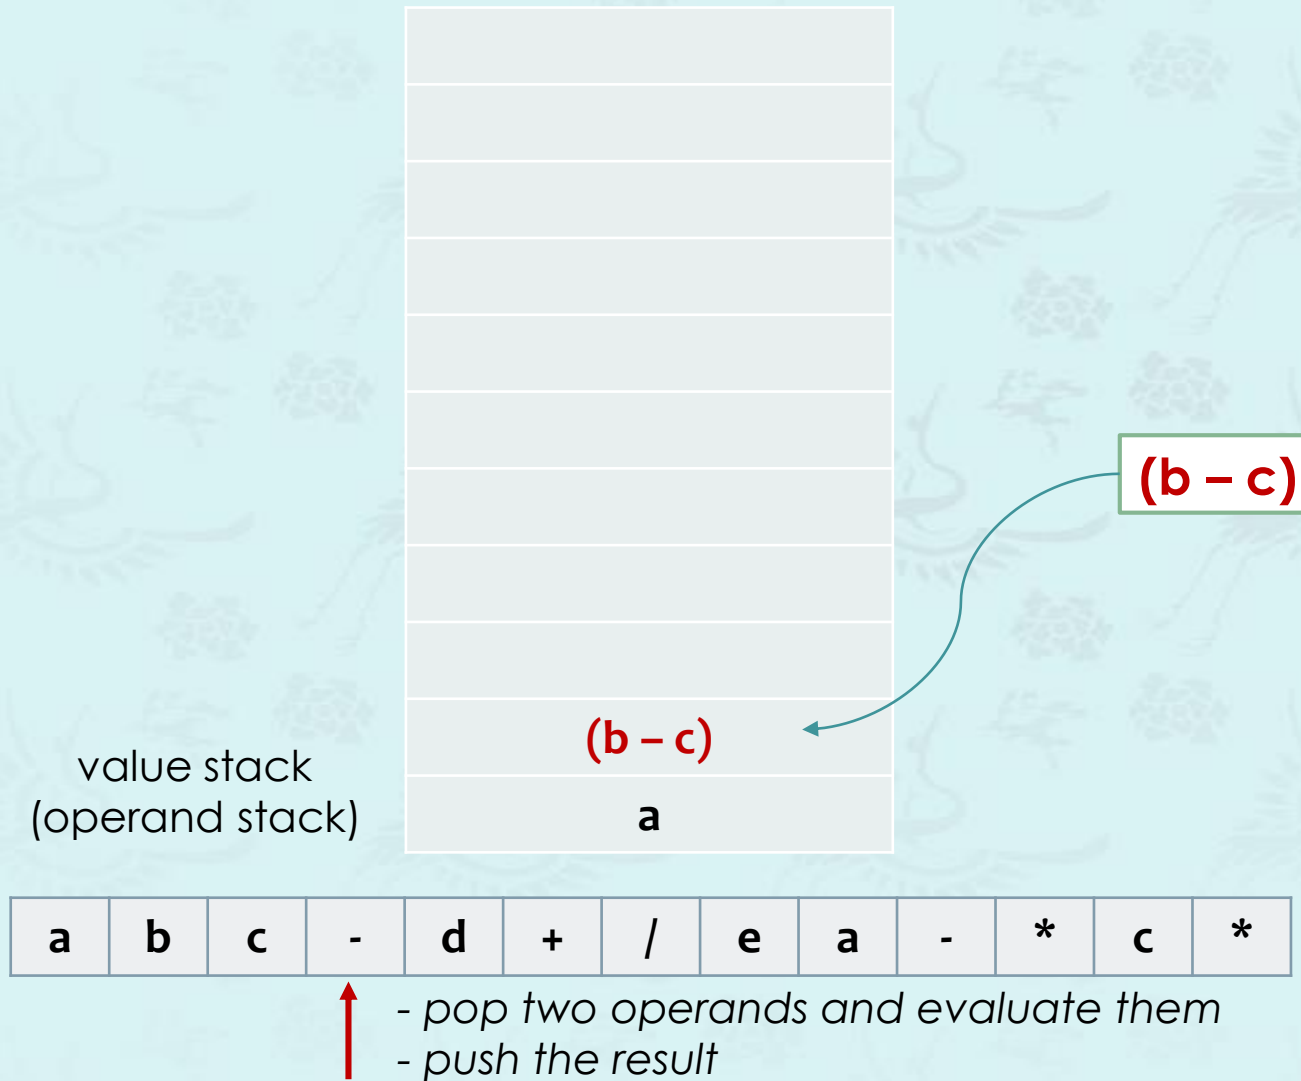 (b – c)
(b – c)
value stack
(operand stack)
a
a b c - d + / e a - * c *
- pop two operands and evaluate them
- push the result